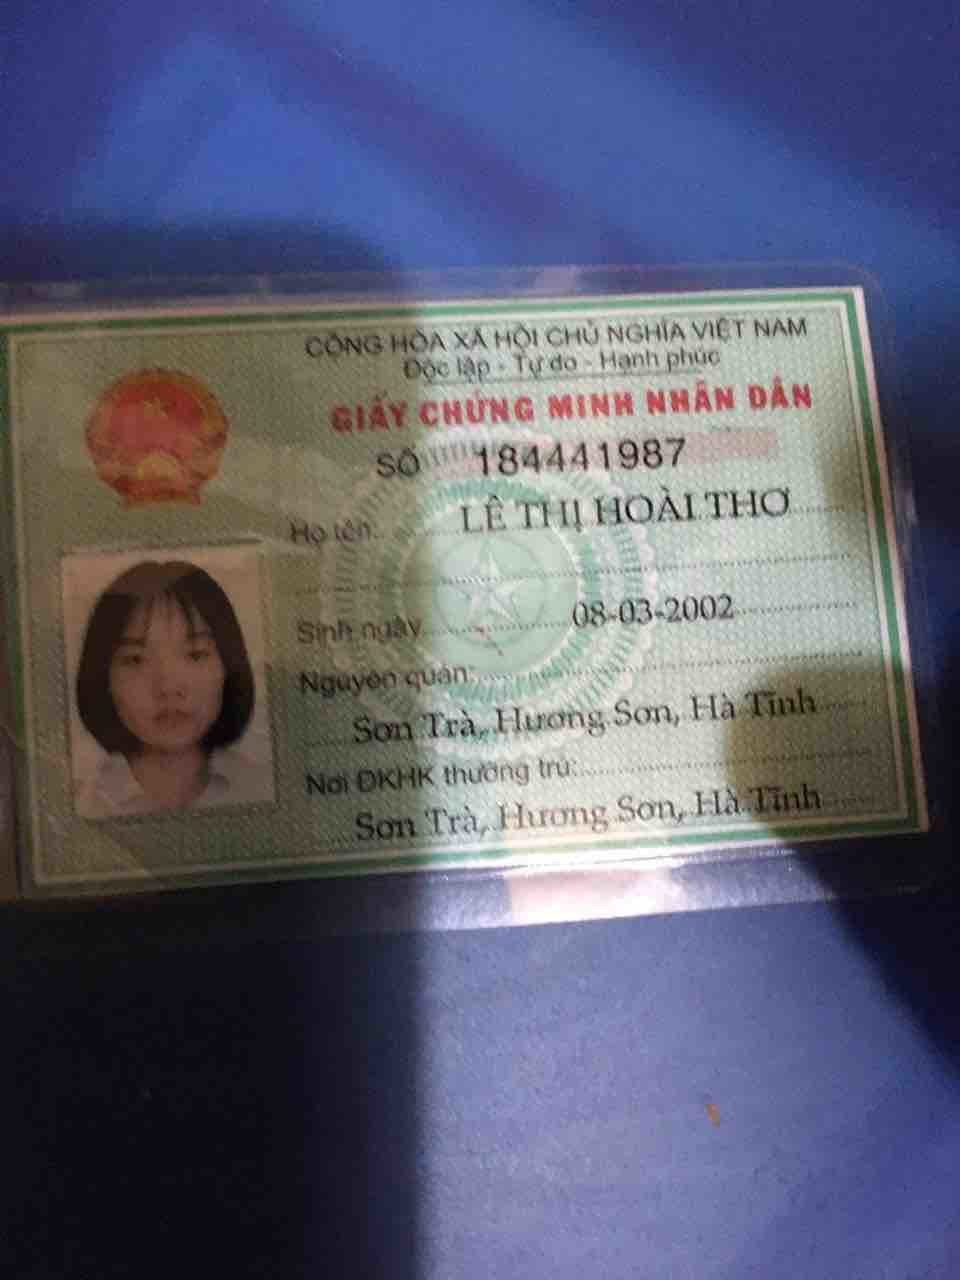 CỘNG HÒA XÃ HỘI CHỦ NGHĨA VIỆT NAM
Độc lập - Tự do - Hạnh phúc
GIẤY CHỨNG MINH NHÂN DÂN
SỐ 184441987
Họ tên: LÊ THỊ HOÀI THƠ
Sinh ngày 08-03-2002
Nguyên quán:
Sơn Trà, Hương Sơn, Hà Tĩnh
Nơi ĐKHK thường trú:
Sơn Trà, Hương Sơn, Hà Tĩnh